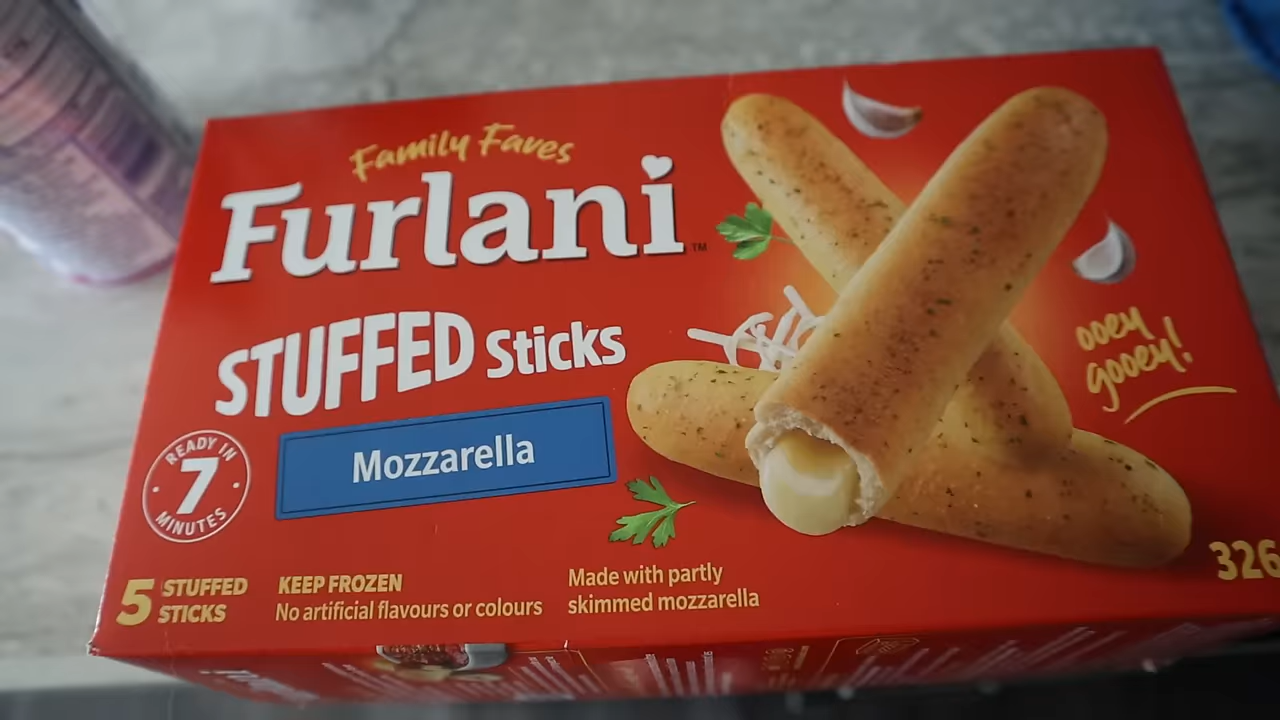 Family Faves
Furlani
TM
STUFFED sticks
Mozzarella
READY IN
7
MINUTES
ooey
gooey!
5 STUFFED
STICKS
KEEP FROZEN
No artificial flavours or colours
Made with partly
skimmed mozzarella
326